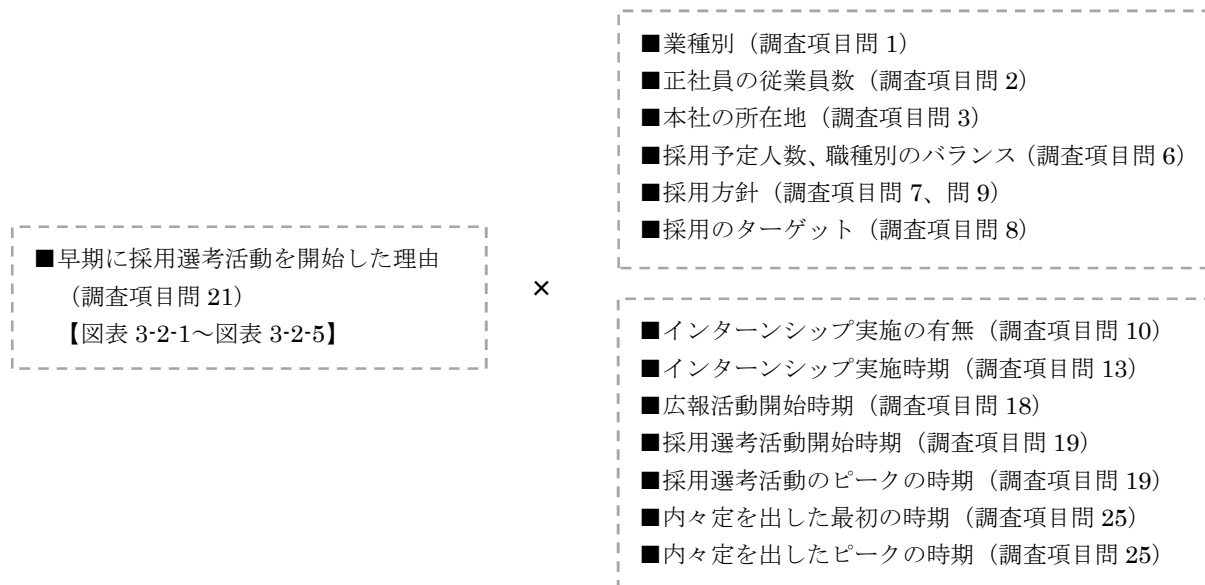 ■業種別（調査項目問 1）
■正社員の従業員数（調査項目問 2）
■本社の所在地（調査項目問 3）
■採用予定人数、職種別のバランス（調査項目問 6）
■採用方針（調査項目問 7、問 9）
■採用のターゲット（調査項目問 8）
■早期に採用選考活動を開始した理由
（調査項目問 21）
【図表 3-2-1～図表 3-2-5】
×
■インターンシップ実施の有無（調査項目問 10）
■インターンシップ実施時期（調査項目問 13）
■広報活動開始時期（調査項目問 18）
■採用選考活動開始時期（調査項目問 19）
■採用選考活動のピークの時期（調査項目問 19）
■内々定を出した最初の時期（調査項目問 25）
■内々定を出したピークの時期（調査項目問 25）